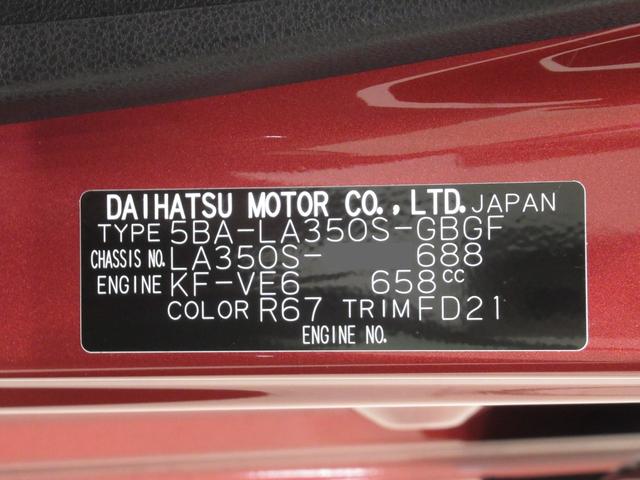 DAIHATSU MOTOR CO., LTD. JAPAN
TYPE 5BA-LA350S-GBGF
CHASSIS NO. LA350S- 688
ENGINE KF-VE6 658cc
COLOR R67 TRIM FD21
ENGINE NO.